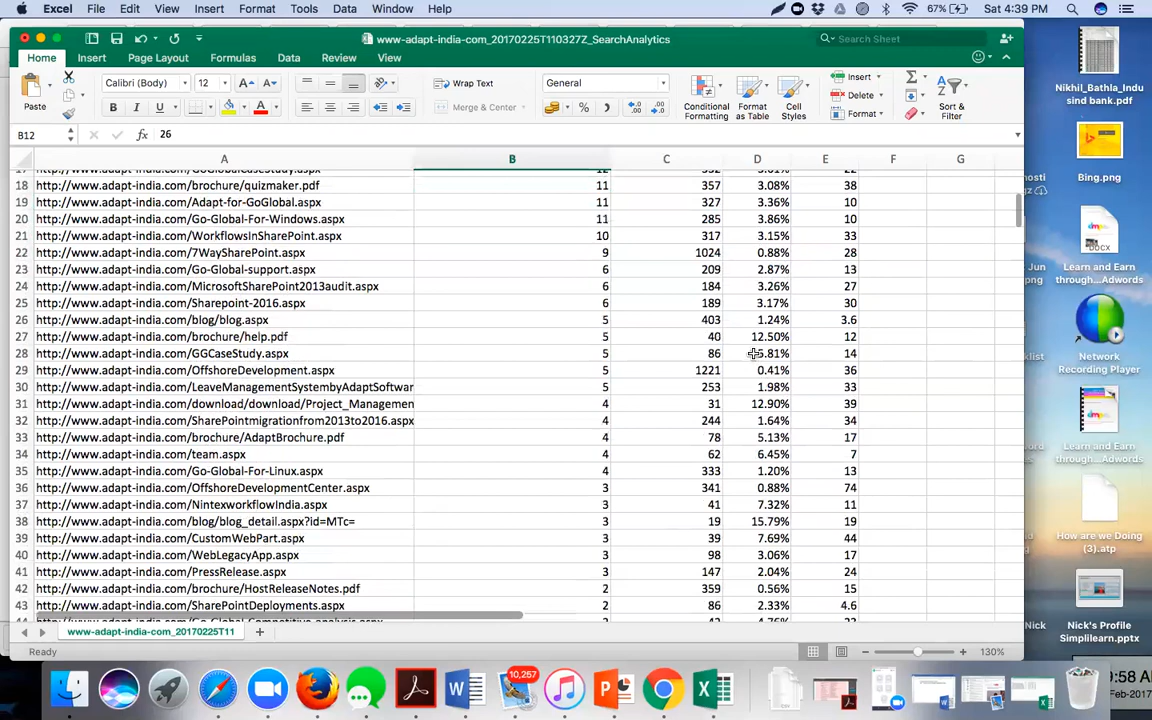 Excel File Edit View Insert Format Tools Data Window Help 67% Sat 4:39 PM
www-adapt-india-com_20170225T110327Z_SearchAnalytics
Search Sheet
Home Insert Page Layout Formulas Data Review View
Paste Calibri (Body) 12 Wrap Text General Insert
B I U A Merge & Center % Conditional Formatting Format as Table Cell Styles Delete Format Sort & Filter
B12 fx 26
A B C D E F G
18 http://www.adapt-india.com/brochure/quizmaker.pdf 11 357 3.08% 38
19 http://www.adapt-india.com/Adapt-for-GoGlobal.aspx 11 327 3.36% 10
20 http://www.adapt-india.com/Go-Global-For-Windows.aspx 11 285 3.86% 10
21 http://www.adapt-india.com/WorkflowsInSharePoint.aspx 10 317 3.15% 33
22 http://www.adapt-india.com/7WaySharePoint.aspx 9 1024 0.88% 28
23 http://www.adapt-india.com/Go-Global-support.aspx 6 209 2.87% 13
24 http://www.adapt-india.com/MicrosoftSharePoint2013audit.aspx 6 184 3.26% 27
25 http://www.adapt-india.com/Sharepoint-2016.aspx 6 189 3.17% 30
26 http://www.adapt-india.com/blog/blog.aspx 5 403 1.24% 3.6
27 http://www.adapt-india.com/brochure/help.pdf 5 40 12.50% 12
28 http://www.adapt-india.com/GGCaseStudy.aspx 5 86 5.81% 14
29 http://www.adapt-india.com/OffshoreDevelopment.aspx 5 1221 0.41% 36
30 http://www.adapt-india.com/LeaveManagementSystembyAdaptSoftwar 5 253 1.98% 33
31 http://www.adapt-india.com/download/download/Project_Managemen 4 31 12.90% 39
32 http://www.adapt-india.com/SharePointmigrationfrom2013to2016.aspx 4 244 1.64% 34
33 http://www.adapt-india.com/brochure/AdaptBrochure.pdf 4 78 5.13% 17
34 http://www.adapt-india.com/team.aspx 4 62 6.45% 7
35 http://www.adapt-india.com/Go-Global-For-Linux.aspx 4 333 1.20% 13
36 http://www.adapt-india.com/OffshoreDevelopmentCenter.aspx 3 341 0.88% 74
37 http://www.adapt-india.com/NintexworkflowIndia.aspx 3 41 7.32% 11
38 http://www.adapt-india.com/blog/blog_detail.aspx?id=MTc= 3 19 15.79% 19
39 http://www.adapt-india.com/CustomWebPart.aspx 3 39 7.69% 44
40 http://www.adapt-india.com/WebLegacyApp.aspx 3 98 3.06% 17
41 http://www.adapt-india.com/PressRelease.aspx 3 147 2.04% 24
42 http://www.adapt-india.com/brochure/HostReleaseNotes.pdf 2 359 0.56% 15
43 http://www.adapt-india.com/SharePointDeployments.aspx 2 86 2.33% 4.6
www-adapt-india-com_20170225T11
Ready 130%
Nikhil_Bathla_Indu
sind bank.pdf
Bing.png
DOCX
Learn and Earn
through...Adwords
Network
Recording Player
Learn and Earn
through...Adwords
How are we Doing
(3).atp
Nick's Profile
Simplilearn.pptx
Jun
png
Nick
10,267
9:58 AM
Feb-2017